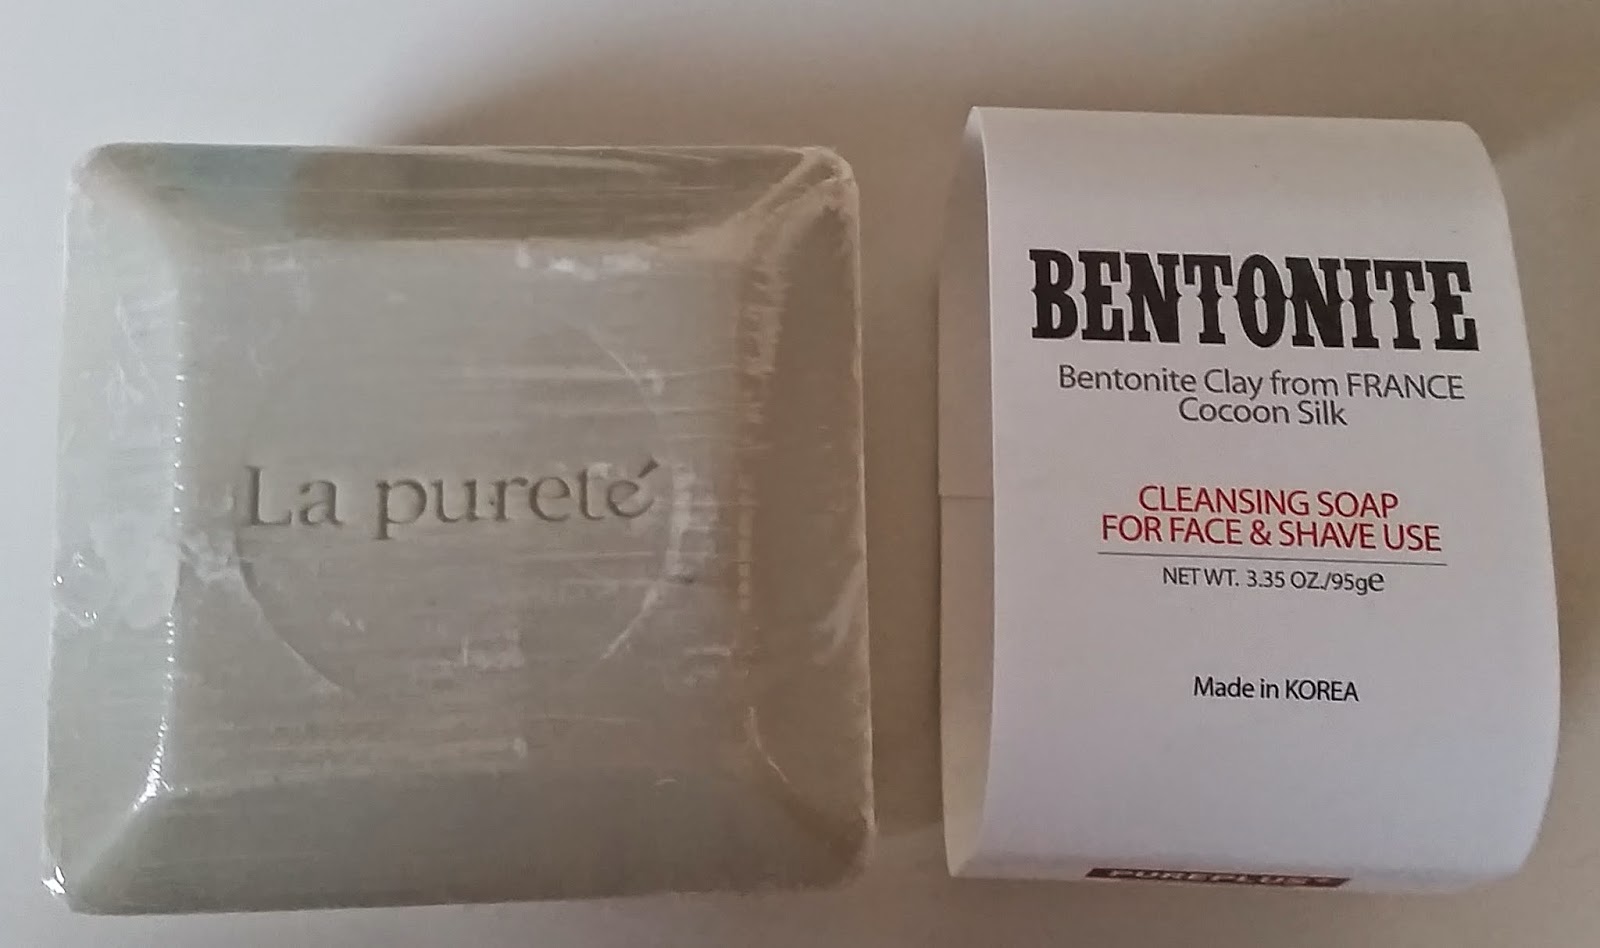 La pureté
BENTONITE
Bentonite Clay from FRANCE
Cocoon Silk
CLEANSING SOAP
FOR FACE & SHAVE USE
NET WT. 3.35 OZ./95g℮
Made in KOREA
PUREPLUS+